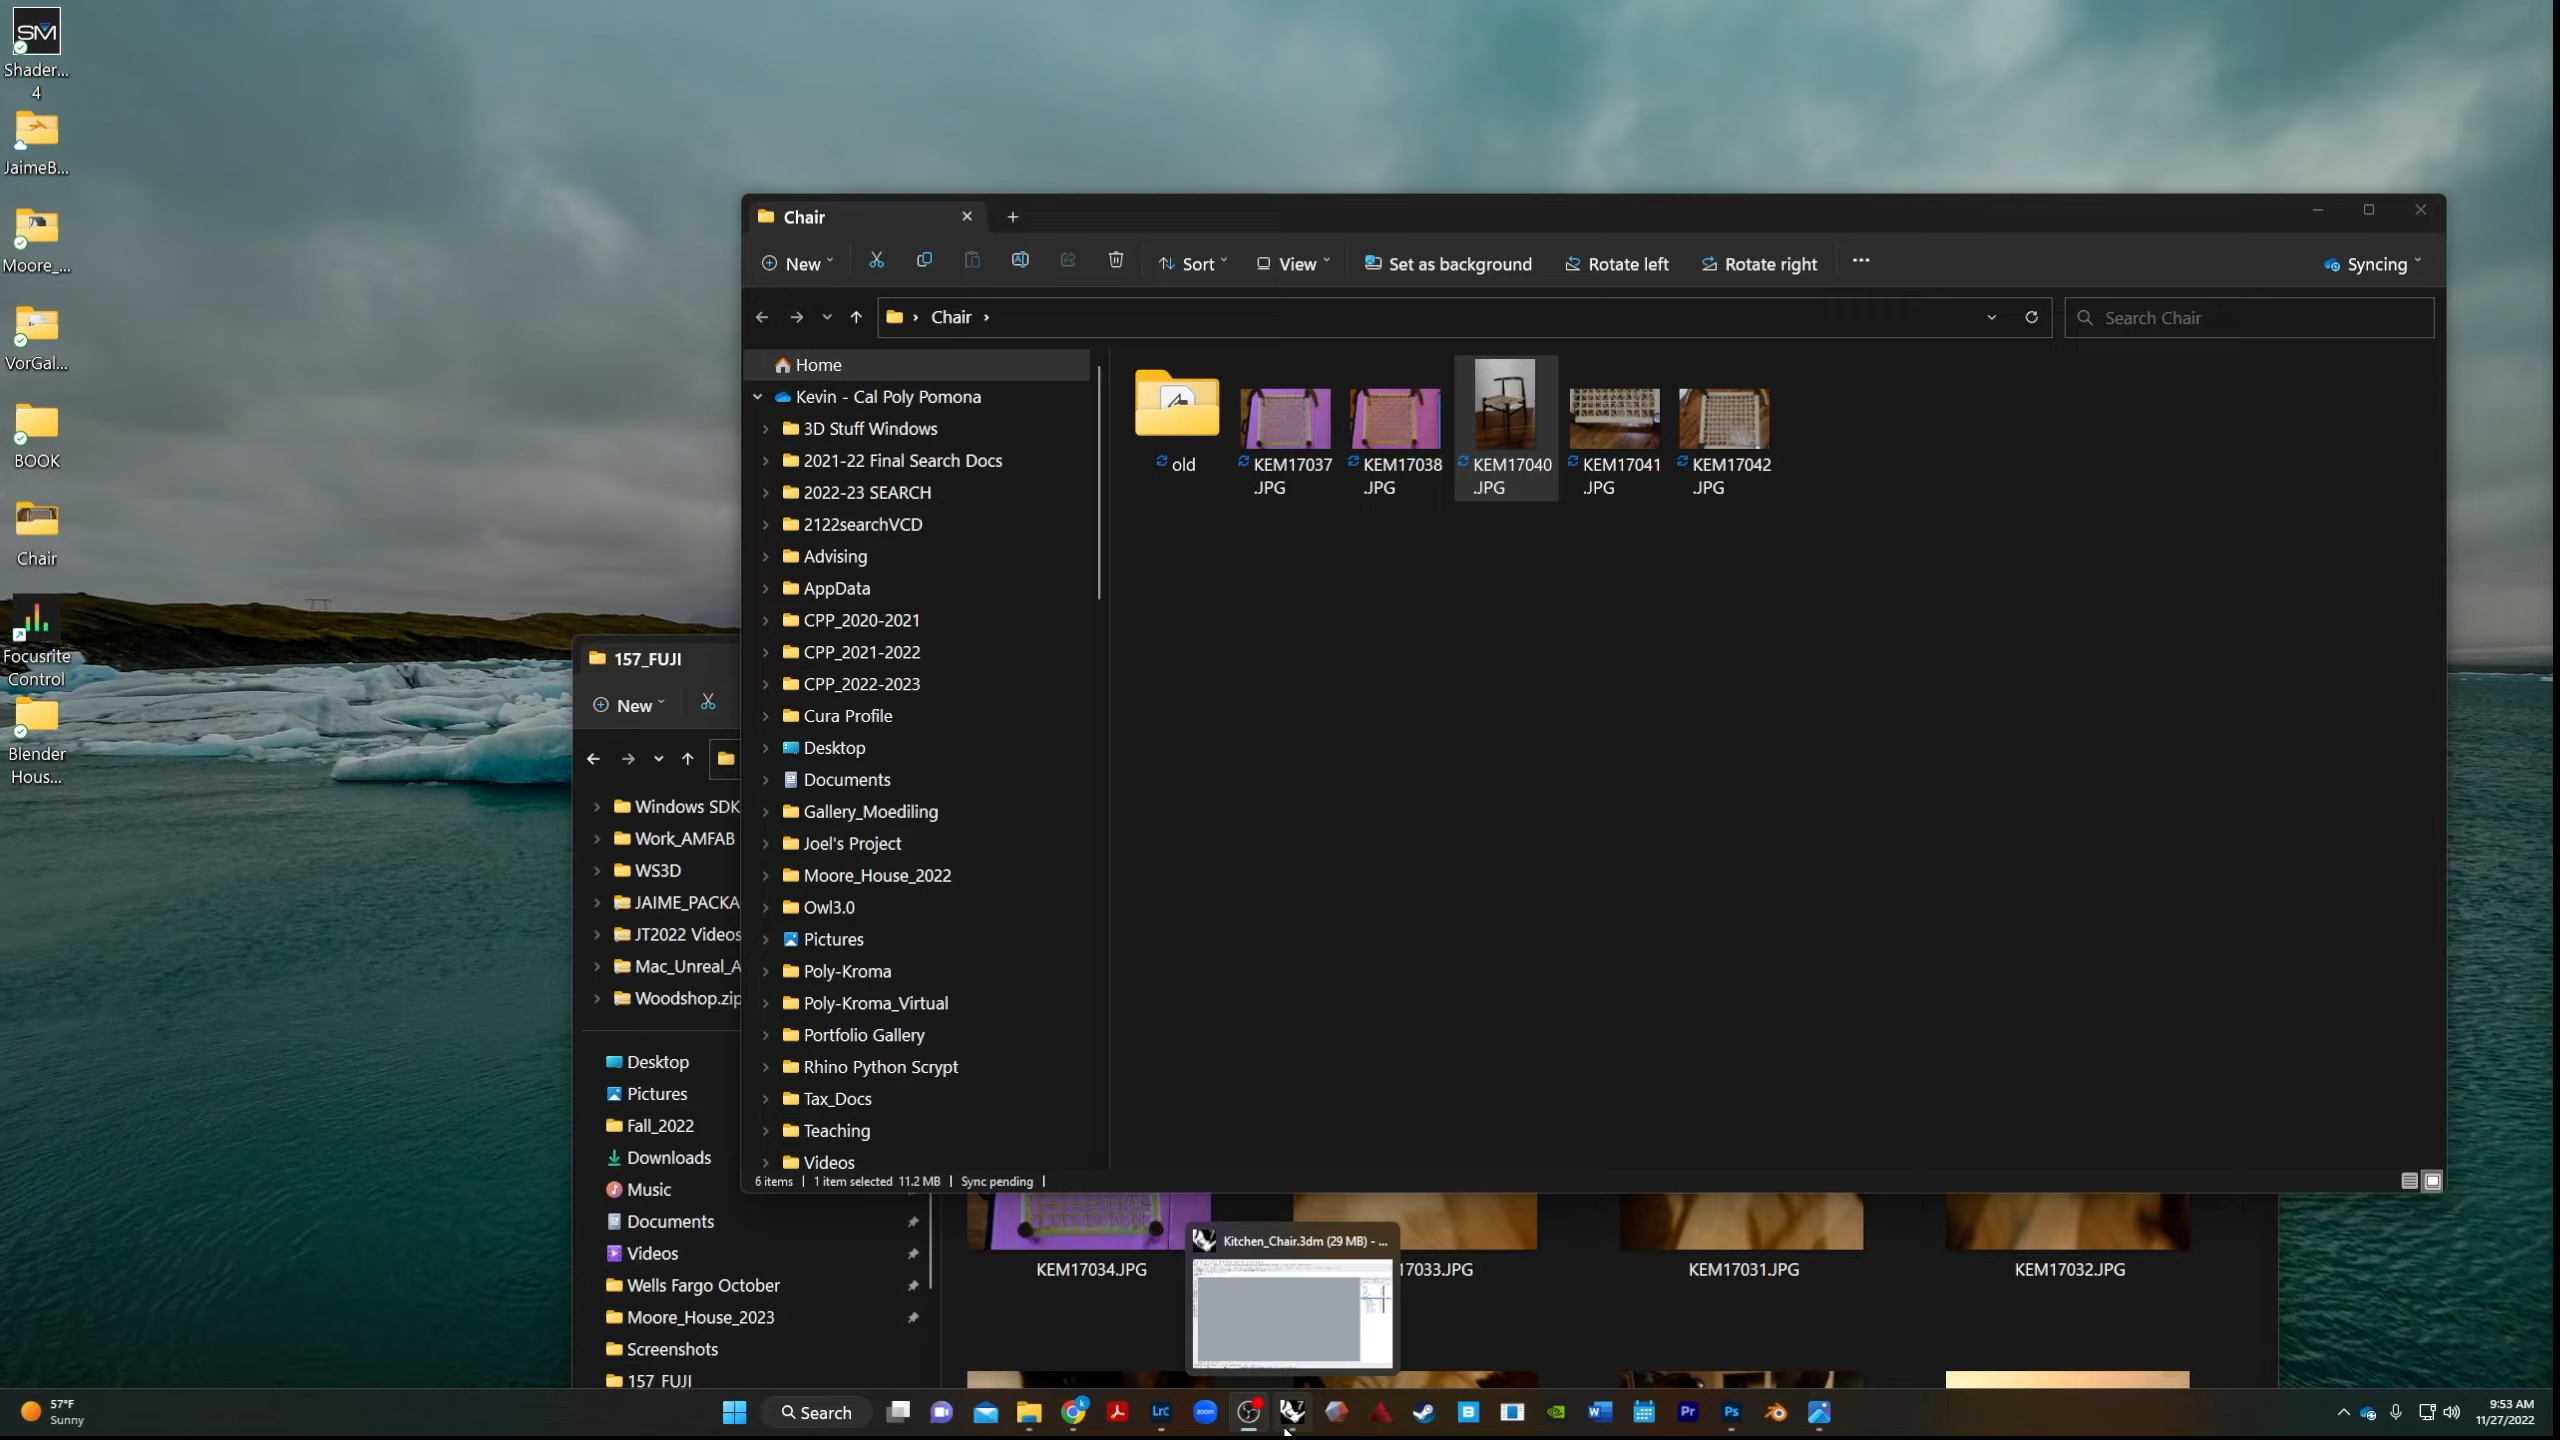 Shader...
4
JaimeB...
Moore_...
VorGal...
BOOK
Chair
Focusrite
Control
Blender
Hous...
Chair
New
Sort
View
Set as background
Rotate left
Rotate right
Syncing
Chair
Search Chair
Home
Kevin - Cal Poly Pomona
3D Stuff Windows
2021-22 Final Search Docs
2022-23 SEARCH
2122searchVCD
Advising
AppData
CPP_2020-2021
CPP_2021-2022
CPP_2022-2023
Cura Profile
Desktop
Documents
Gallery_Moediling
Joel's Project
Moore_House_2022
Owl3.0
Pictures
Poly-Kroma
Poly-Kroma_Virtual
Portfolio Gallery
Rhino Python Scrypt
Tax_Docs
Teaching
Videos
old
KEM17037
.JPG
KEM17038
.JPG
KEM17040
.JPG
KEM17041
.JPG
KEM17042
.JPG
6 items | 1 item selected 11.2 MB | Sync pending |
157_FUJI
New
Windows SDK
Work_AMFAB
WS3D
JAIME_PACKA
JT2022 Videos
Mac_Unreal_A
Woodshop.zip
Desktop
Pictures
Fall_2022
Downloads
Music
Documents
Videos
Wells Fargo October
Moore_House_2023
Screenshots
157_FUJI
KEM17034.JPG
17033.JPG
KEM17031.JPG
KEM17032.JPG
Kitchen_Chair.3dm (29 MB) - ...
57°F
Sunny
Search
LrC
zoom
Pr
Ps
9:53 AM
11/27/2022